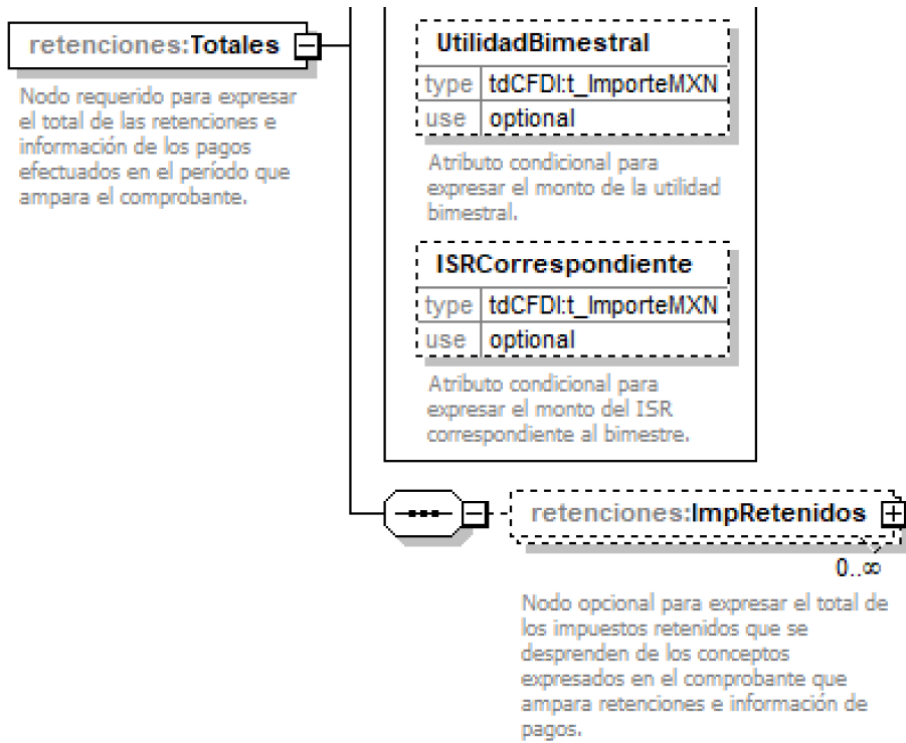 retenciones:Totales
Nodo requerido para expresar
el total de las retenciones e
información de los pagos
efectuados en el período que
ampara el comprobante.
UtilidadBimestral
type tdCFDI:t_ImporteMXN
use optional
Atributo condicional para
expresar el monto de la utilidad
bimestral.
ISRCorrespondiente
type tdCFDI:t_ImporteMXN
use optional
Atributo condicional para
expresar el monto del ISR
correspondiente al bimestre.
retenciones:ImpRetenidos
0..∞
Nodo opcional para expresar el total de
los impuestos retenidos que se
desprenden de los conceptos
expresados en el comprobante que
ampara retenciones e información de
pagos.